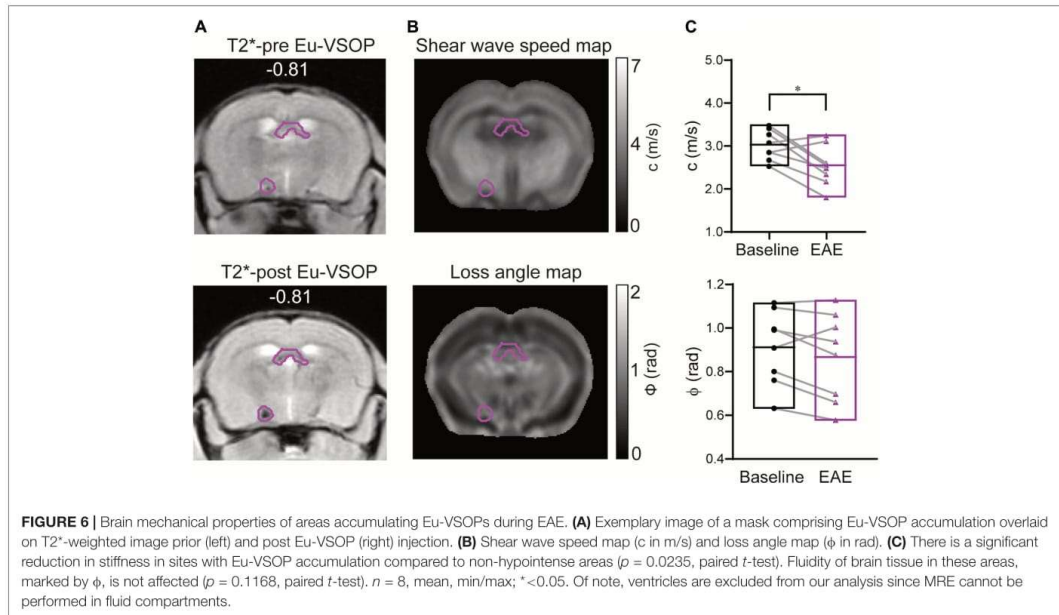 A
B
C
T2*-pre Eu-VSOP
-0.81
Shear wave speed map
7
4
0
c (m/s)
*
5.0
4.0
3.0
2.0
1.0
c (m/s)
Baseline EAE
T2*-post Eu-VSOP
-0.81
Loss angle map
2
1
0
Φ (rad)
1.2
1.0
0.8
0.6
0.4
ϕ (rad)
Baseline EAE
FIGURE 6 | Brain mechanical properties of areas accumulating Eu-VSOPs during EAE. (A) Exemplary image of a mask comprising Eu-VSOP accumulation overlaid
on T2*-weighted image prior (left) and post Eu-VSOP (right) injection. (B) Shear wave speed map (c in m/s) and loss angle map (ϕ in rad). (C) There is a significant
reduction in stiffness in sites with Eu-VSOP accumulation compared to non-hypointense areas (p = 0.0235, paired t-test). Fluidity of brain tissue in these areas,
marked by ϕ, is not affected (p = 0.1168, paired t-test). n = 8, mean, min/max; *<0.05. Of note, ventricles are excluded from our analysis since MRE cannot be
performed in fluid compartments.